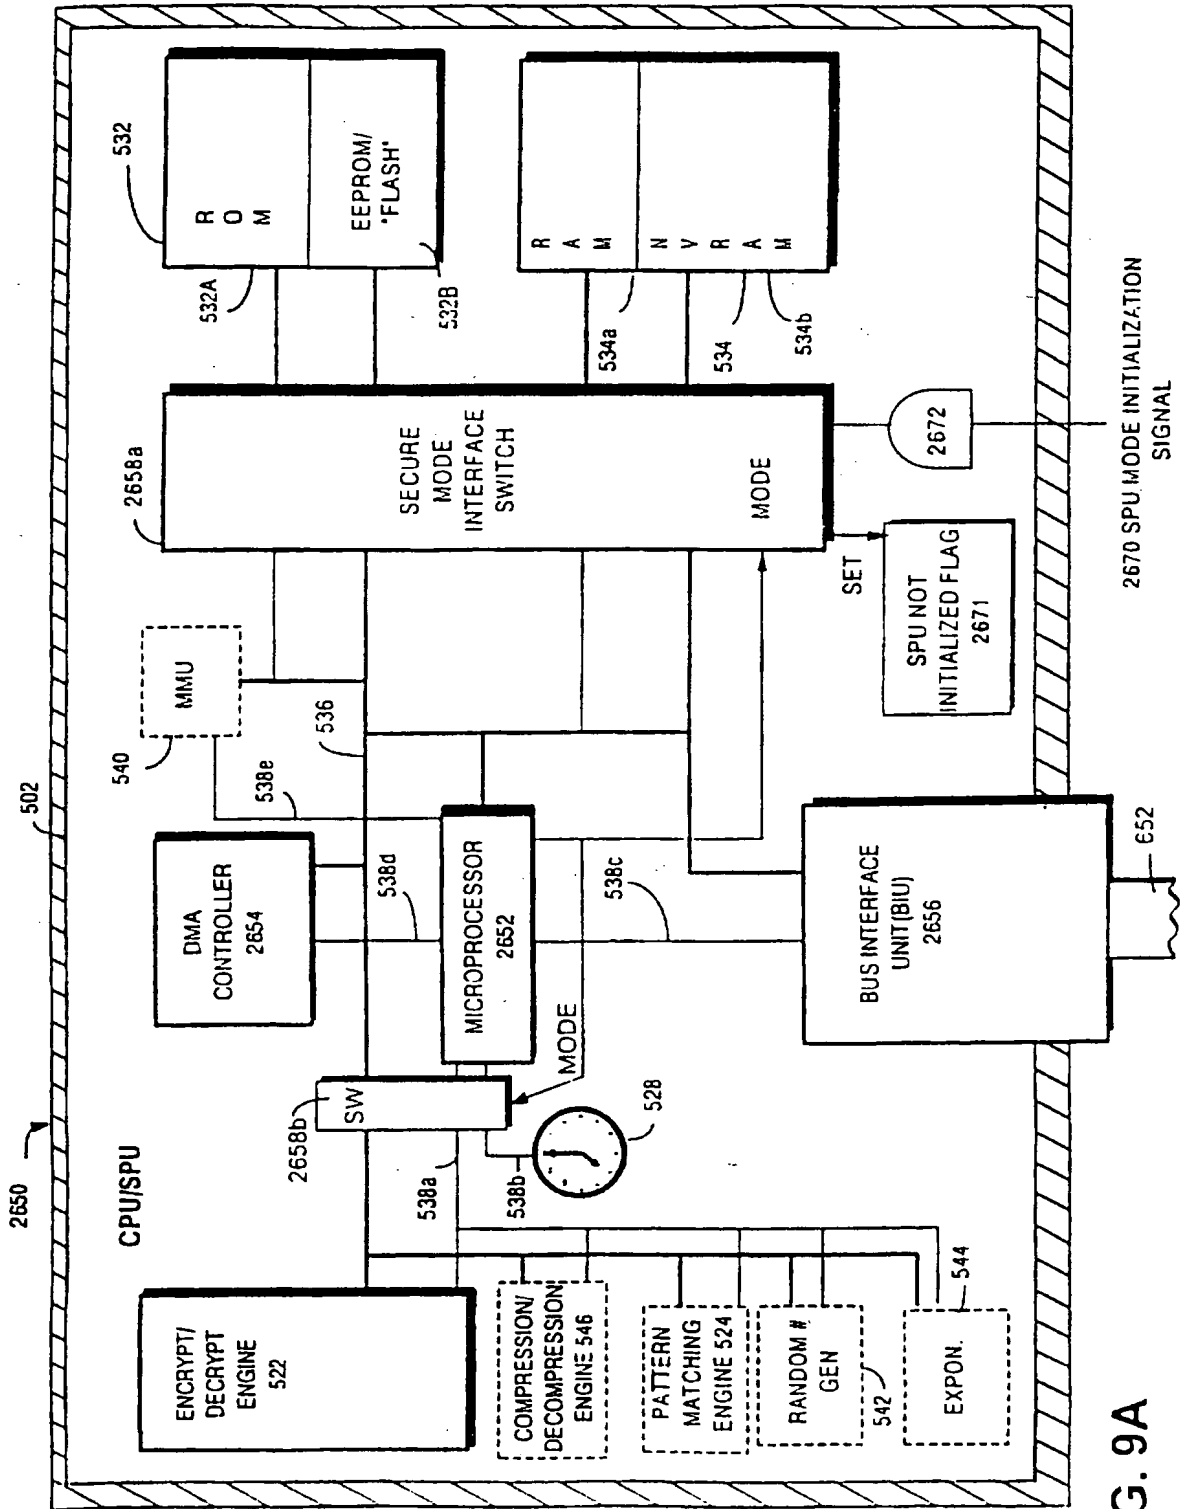 2650
502
CPU/SPU
ENCRYPT/
DECRYPT
ENGINE
522
2658b
SW
538a
538b
528
MODE
DMA
CONTROLLER
2654
538d
MICROPROCESSOR
2652
538c
538e
540
MMU
536
2658a
SECURE
MODE
INTERFACE
SWITCH
MODE
532
R
O
M
532A
EEPROM/
"FLASH"
532B
R
A
M
534a
N
V
R
A
M
534
534b
COMPRESSION/
DECOMPRESSION
ENGINE 546
PATTERN
MATCHING
ENGINE 524
RANDOM #
GEN
542
EXPON.
544
BUS INTERFACE
UNIT(BIU)
2656
652
SET
SPU NOT
INITIALIZED FLAG
2671
2672
2670 SPU MODE INITIALIZATION
SIGNAL
G. 9A